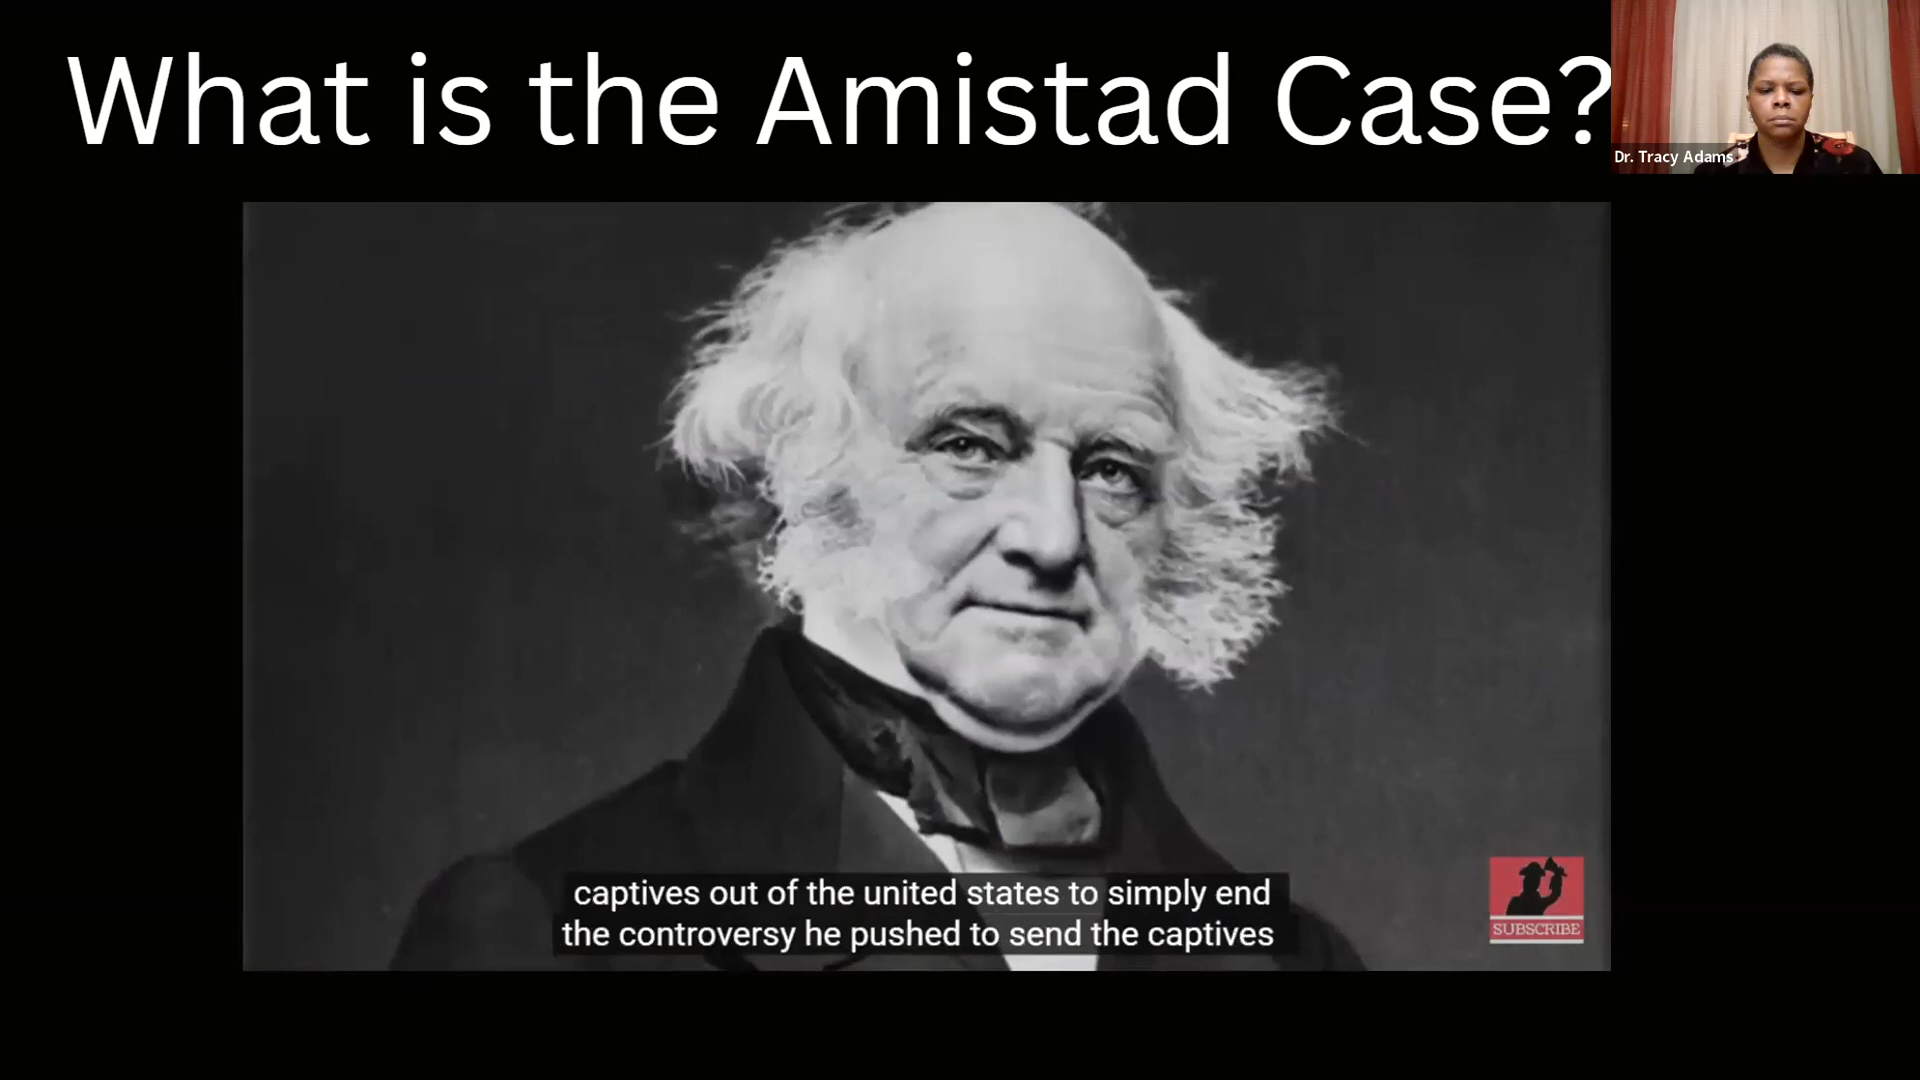 What is the Amistad Case?
Dr. Tracy Adams
captives out of the united states to simply end
the controversy he pushed to send the captives
SUBSCRIBE